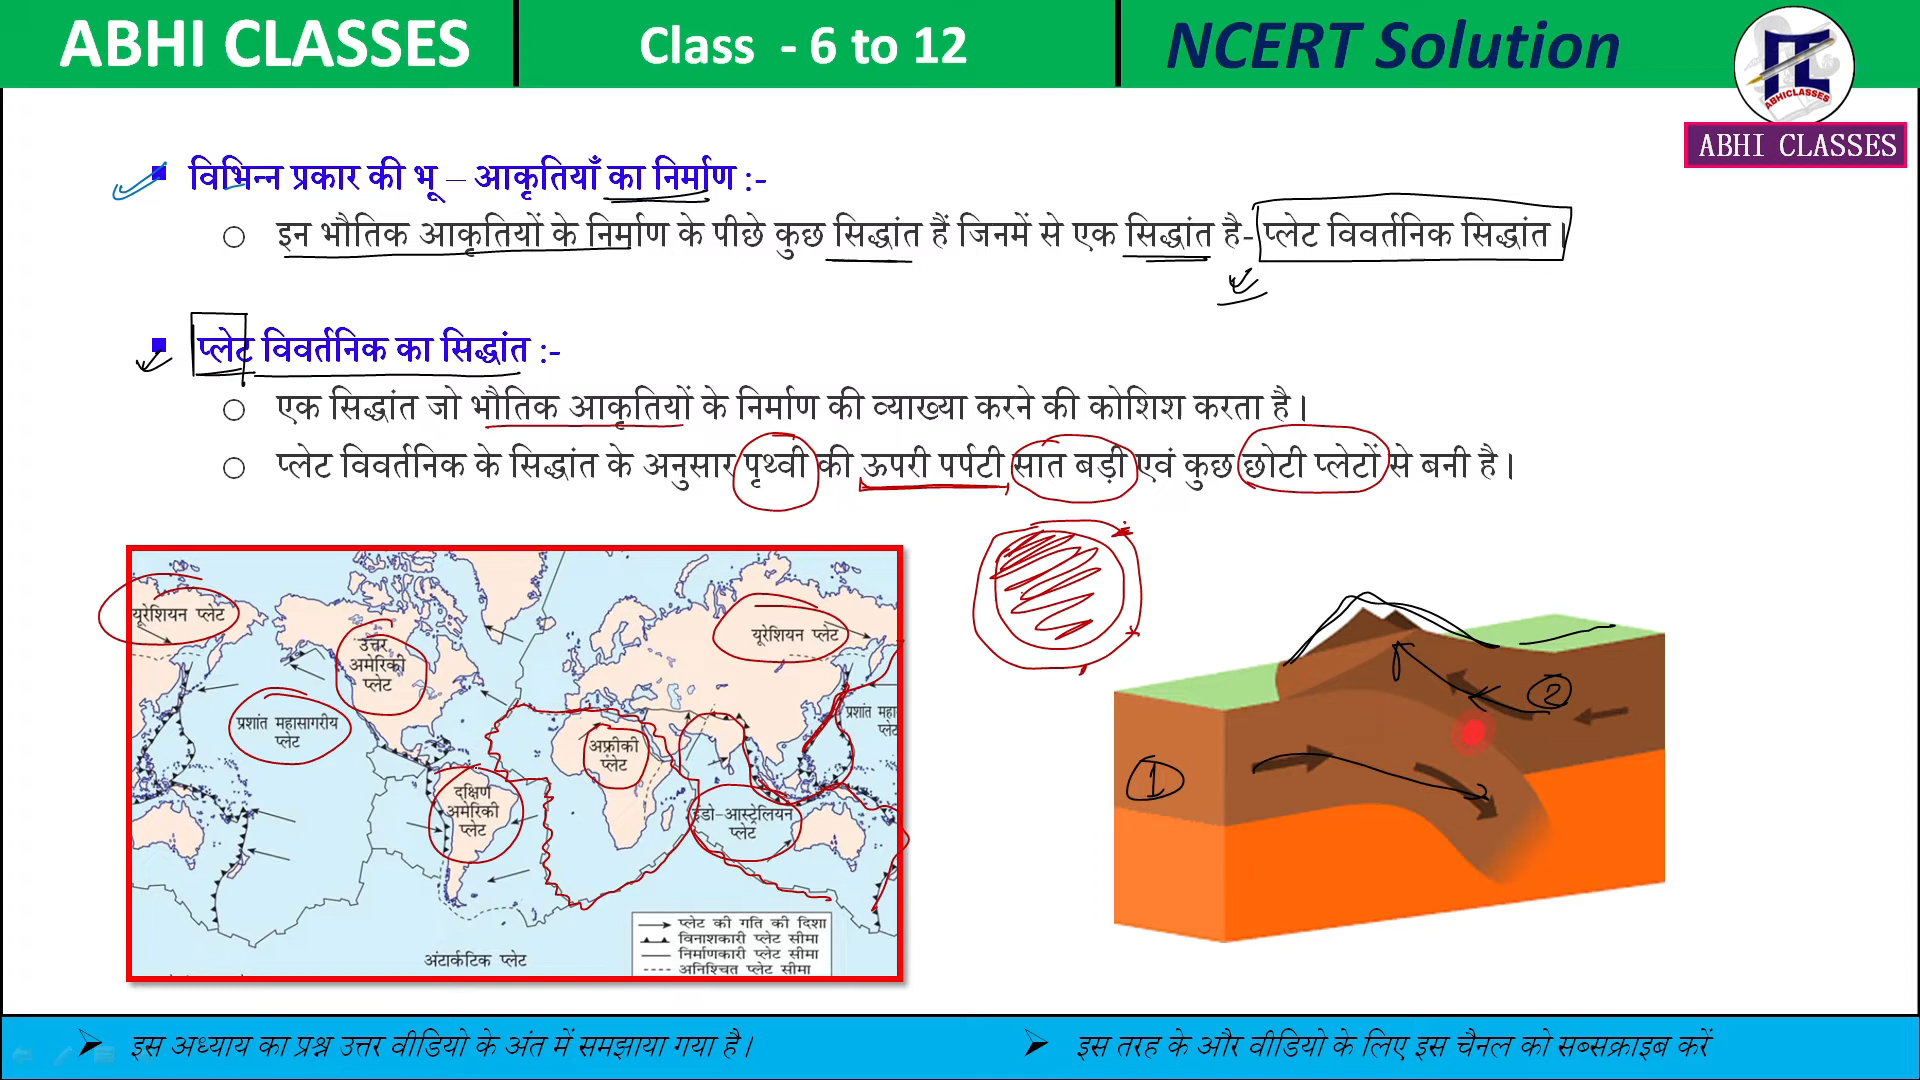 ABHI CLASSES
Class - 6 to 12
NCERT Solution
ABHICLASSES
ABHI CLASSES
विभिन्न प्रकार की भू – आकृतियाँ का निर्माण :-
इन भौतिक आकृतियों के निर्माण के पीछे कुछ सिद्धांत हैं जिनमें से एक सिद्धांत है- प्लेट विवर्तनिक सिद्धांत।
प्लेट विवर्तनिक का सिद्धांत :-
एक सिद्धांत जो भौतिक आकृतियों के निर्माण की व्याख्या करने की कोशिश करता है।
प्लेट विवर्तनिक के सिद्धांत के अनुसार पृथ्वी की ऊपरी पर्पटी सात बड़ी एवं कुछ छोटी प्लेटों से बनी है।
यूरेशियन प्लेट
यूरेशियन प्लेट
उत्तर
अमेरिकी
प्लेट
प्रशांत महासागरीय
प्लेट
प्रशांत महा
प्ले
अफ्रीकी
प्लेट
दक्षिण
अमेरिकी
प्लेट
इंडो-आस्ट्रेलियन
प्लेट
अंटार्कटिक प्लेट
प्लेट की गति की दिशा
विनाशकारी प्लेट सीमा
निर्माणकारी प्लेट सीमा
अनिश्चित प्लेट सीमा
2
1
इस अध्याय का प्रश्न उत्तर वीडियो के अंत में समझाया गया है।
इस तरह के और वीडियो के लिए इस चैनल को सब्सक्राइब करें